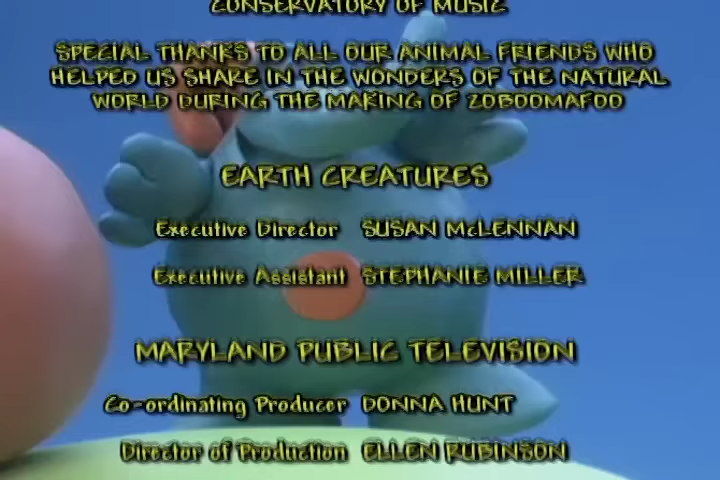 CONSERVATORY OF MUSIC
SPECIAL THANKS TO ALL OUR ANIMAL FRIENDS WHO
HELPED US SHARE IN THE WONDERS OF THE NATURAL
WORLD DURING THE MAKING OF ZOBOOMAFOO
EARTH CREATURES
Executive Director SUSAN McLENNAN
Executive Assistant STEPHANIE MILLER
MARYLAND PUBLIC TELEVISION
Co-ordinating Producer DONNA HUNT
Director of Production ELLEN RUBINSON